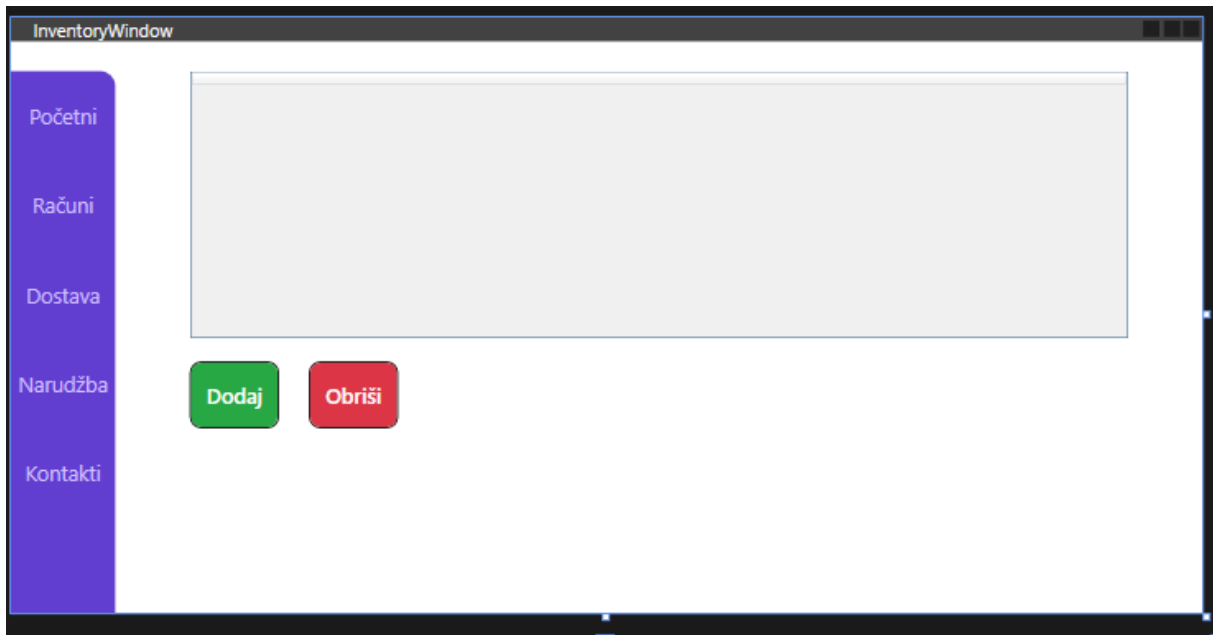 InventoryWindow
Početni
Računi
Dostava
Narudžba
Kontakti
Dodaj
Obriši